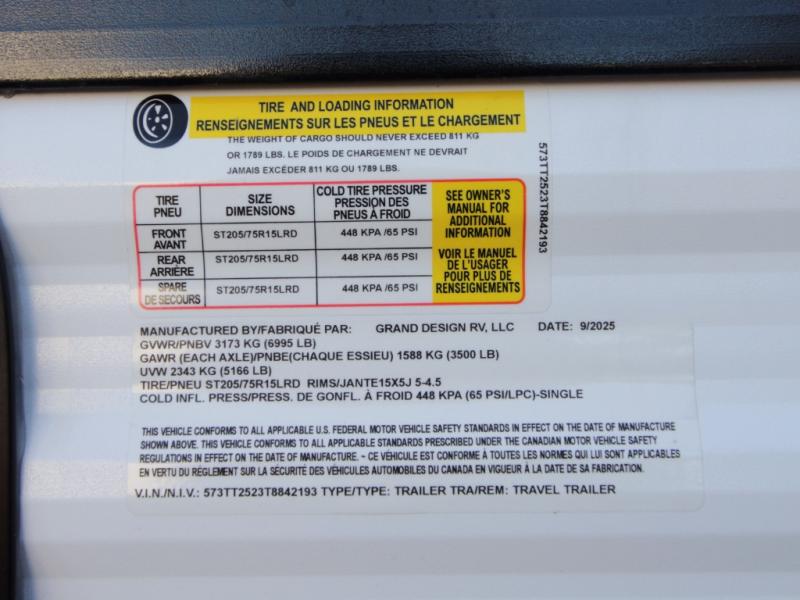 TIRE AND LOADING INFORMATION
RENSEIGNEMENTS SUR LES PNEUS ET LE CHARGEMENT
THE WEIGHT OF CARGO SHOULD NEVER EXCEED 811 KG
OR 1789 LBS. LE POIDS DE CHARGEMENT NE DEVRAIT
JAMAIS EXCÉDER 811 KG OU 1789 LBS.
TIRE
PNEU
SIZE
DIMENSIONS
COLD TIRE PRESSURE
PRESSION DES
PNEUS À FROID
FRONT
AVANT
ST205/75R15LRD
448 KPA /65 PSI
REAR
ARRIÈRE
ST205/75R15LRD
448 KPA /65 PSI
SPARE
DE SECOURS
ST205/75R15LRD
448 KPA /65 PSI
SEE OWNER'S
MANUAL FOR
ADDITIONAL
INFORMATION
VOIR LE MANUEL
DE L'USAGER
POUR PLUS DE
RENSEIGNEMENTS
573TT2523T8842193
MANUFACTURED BY/FABRIQUÉ PAR: GRAND DESIGN RV, LLC DATE: 9/2025
GVWR/PNBV 3173 KG (6995 LB)
GAWR (EACH AXLE)/PNBE(CHAQUE ESSIEU) 1588 KG (3500 LB)
UVW 2343 KG (5166 LB)
TIRE/PNEU ST205/75R15LRD RIMS/JANTE15X5J 5-4.5
COLD INFL. PRESS/PRESS. DE GONFL. À FROID 448 KPA (65 PSI/LPC)-SINGLE
THIS VEHICLE CONFORMS TO ALL APPLICABLE U.S. FEDERAL MOTOR VEHICLE SAFETY STANDARDS IN EFFECT ON THE DATE OF MANUFACTURE
SHOWN ABOVE. THIS VEHICLE CONFORMS TO ALL APPLICABLE STANDARDS PRESCRIBED UNDER THE CANADIAN MOTOR VEHICLE SAFETY
REGULATIONS IN EFFECT ON THE DATE OF MANUFACTURE. - CE VÉHICULE EST CONFORME À TOUTES LES NORMES QUI LUI SONT APPLICABLES
EN VERTU DU RÉGLEMENT SUR LA SÉCURITÉ DES VÉHICULES AUTOMOBILES DU CANADA EN VIGUEUR À LA DATE DE SA FABRICATION.
V.I.N./N.I.V.: 573TT2523T8842193 TYPE/TYPE: TRAILER TRA/REM: TRAVEL TRAILER